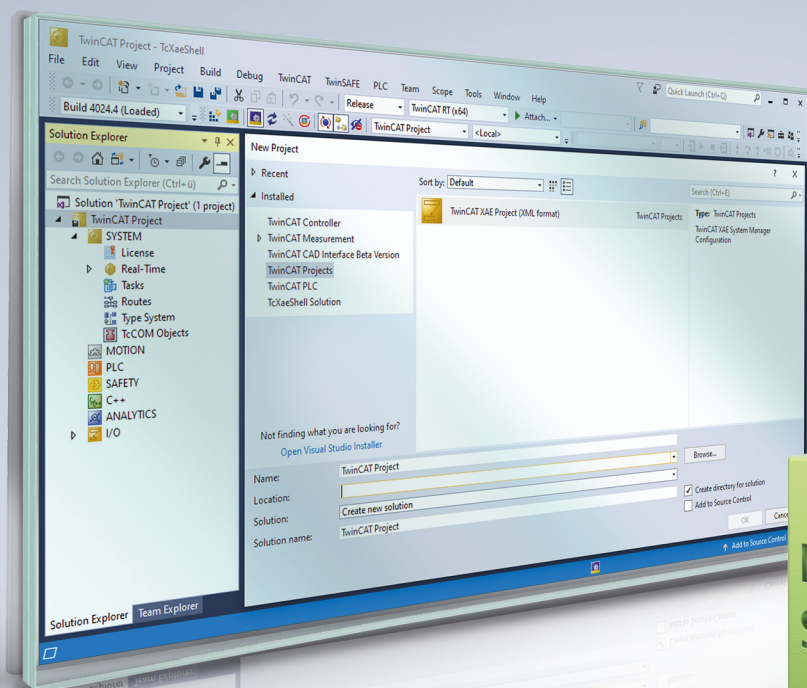 TwinCAT Project - TcXaeShell
File Edit View Project Build Debug TwinCAT TwinSAFE PLC Team Scope Tools Window Help
Quick Launch (Ctrl+Q)
Release TwinCAT RT (x64) Attach...
Build 4024.4 (Loaded) TwinCAT Project <Local>
Solution Explorer
Search Solution Explorer (Ctrl+ü)
Solution 'TwinCAT Project' (1 project)
TwinCAT Project
SYSTEM
License
Real-Time
Tasks
Routes
Type System
TcCOM Objects
MOTION
PLC
SAFETY
C++
ANALYTICS
I/O
Solution Explorer Team Explorer
New Project
? X
Recent
Installed
TwinCAT Controller
TwinCAT Measurement
TwinCAT CAD Interface Beta Version
TwinCAT Projects
TwinCAT PLC
TcXaeShell Solution
Not finding what you are looking for?
Open Visual Studio Installer
Sort by: Default
Search (Ctrl+E)
TwinCAT XAE Project (XML format) TwinCAT Projects
Type: TwinCAT Projects
TwinCAT XAE System Manager
Configuration
Name: TwinCAT Project
Location:
Browse...
Solution: Create new solution
Solution name: TwinCAT Project
Create directory for solution
Add to Source Control
OK Cance
Add to Source Control